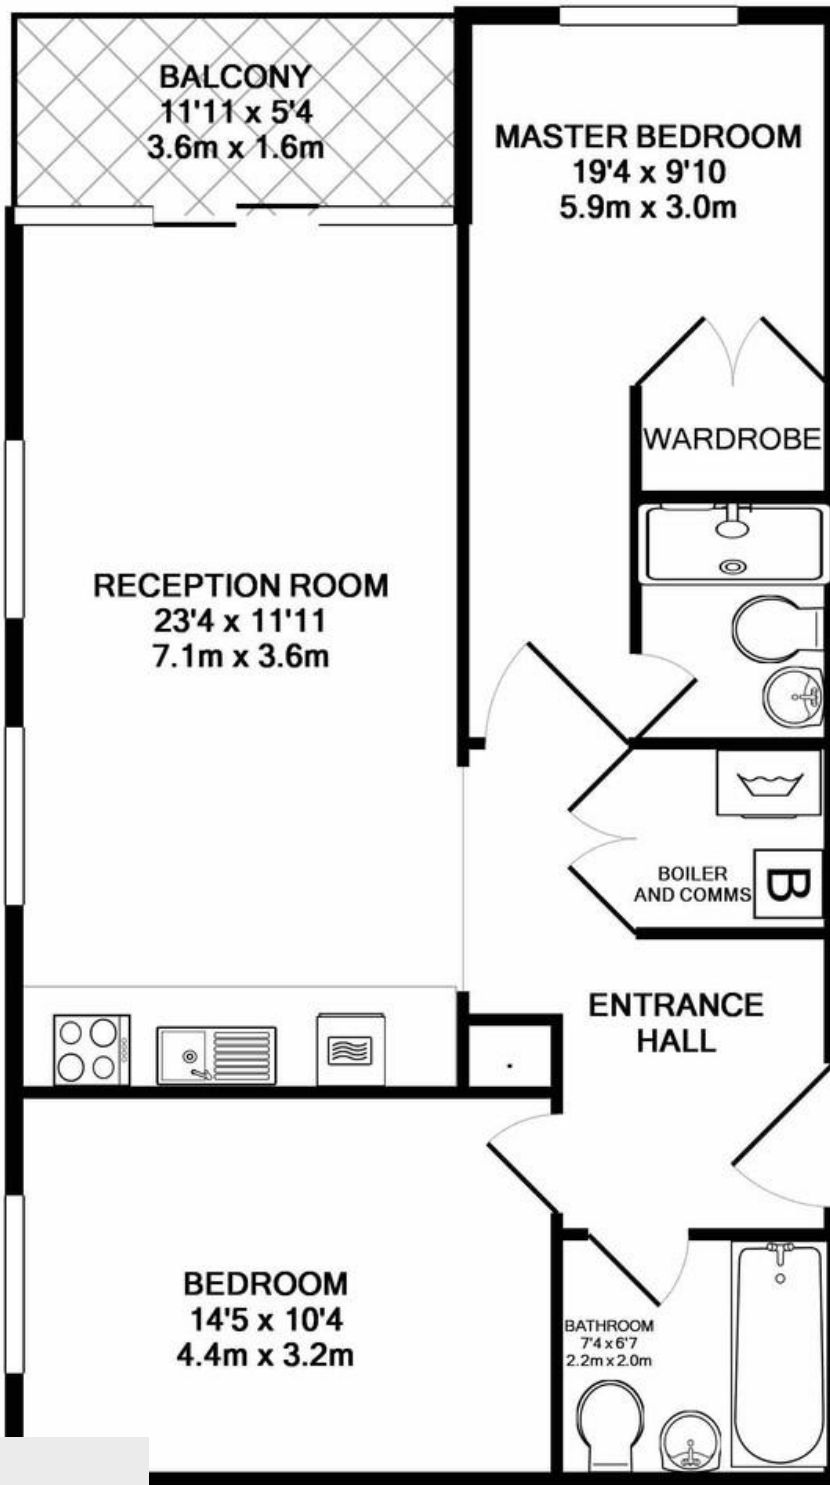 BALCONY
11'11 x 5'4
3.6m x 1.6m
MASTER BEDROOM
19'4 x 9'10
5.9m x 3.0m
WARDROBE
RECEPTION ROOM
23'4 x 11'11
7.1m x 3.6m
BOILER
AND COMMS
B
ENTRANCE
HALL
BEDROOM
14'5 x 10'4
4.4m x 3.2m
BATHROOM
7'4 x 6'7
2.2m x 2.0m